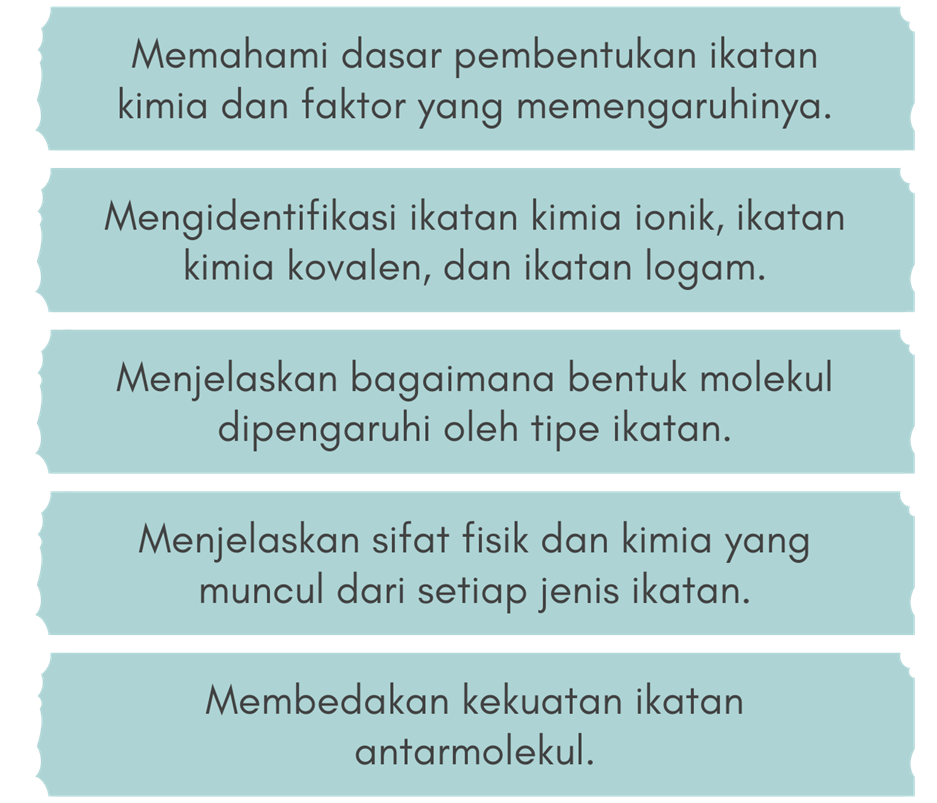 Memahami dasar pembentukan ikatan
kimia dan faktor yang memengaruhinya.
Mengidentifikasi ikatan kimia ionik, ikatan
kimia kovalen, dan ikatan logam.
Menjelaskan bagaimana bentuk molekul
dipengaruhi oleh tipe ikatan.
Menjelaskan sifat fisik dan kimia yang
muncul dari setiap jenis ikatan.
Membedakan kekuatan ikatan
antarmolekul.